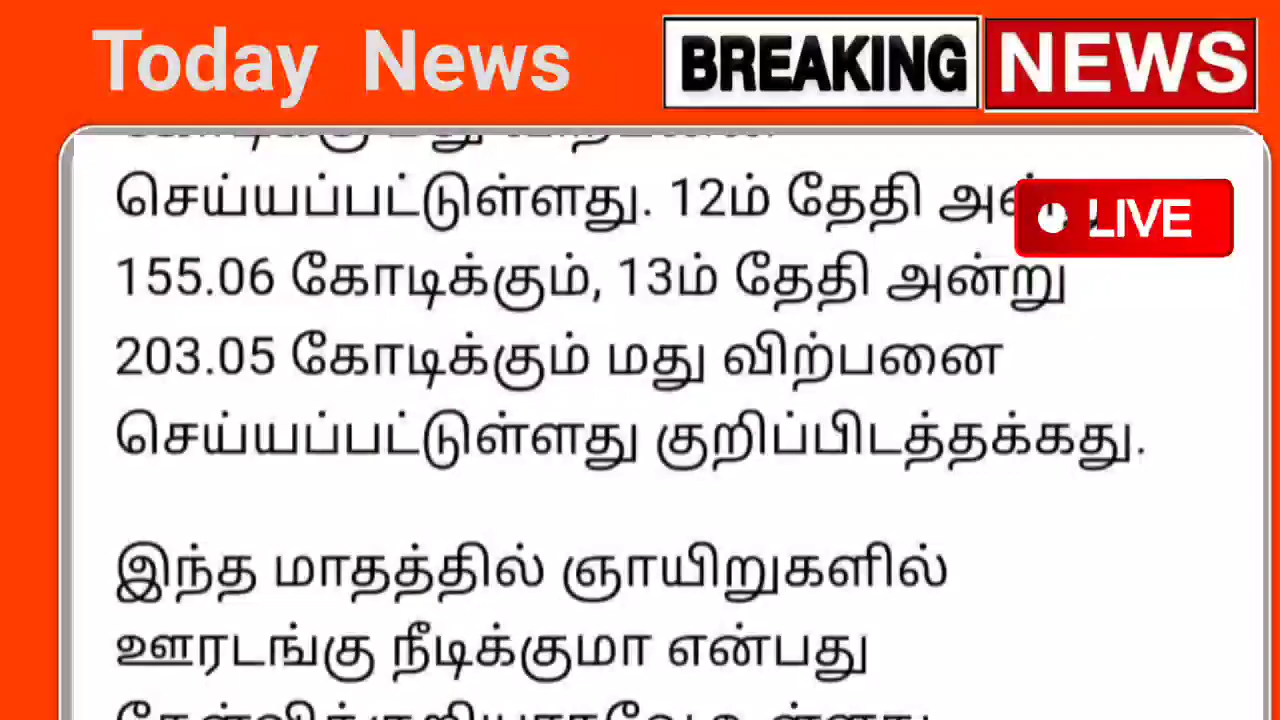 Today News
BREAKING NEWS
செய்யப்பட்டுள்ளது. 12ம் தேதி
LIVE
155.06 கோடிக்கும், 13ம் தேதி அன்று
203.05 கோடிக்கும் மது விற்பனை
செய்யப்பட்டுள்ளது குறிப்பிடத்தக்கது.
இந்த மாதத்தில் ஞாயிறுகளில்
ஊரடங்கு நீடிக்குமா என்பது